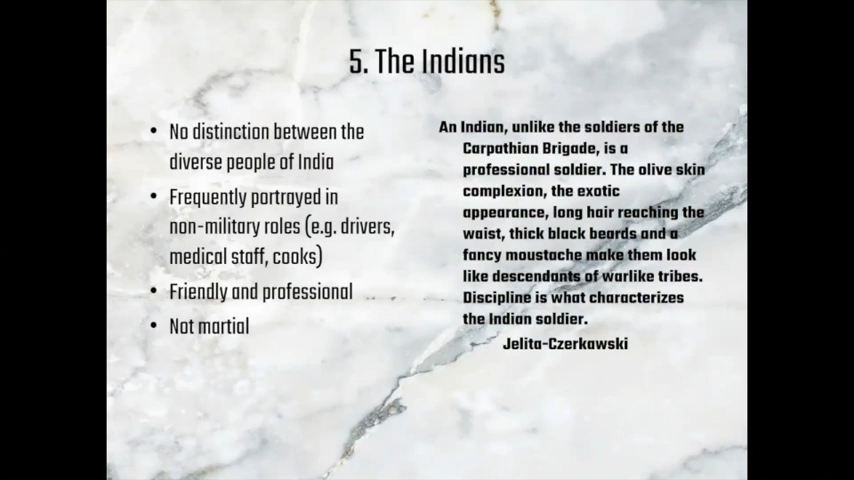 5. The Indians
• No distinction between the
diverse people of India
• Frequently portrayed in
non-military roles (e.g. drivers,
medical staff, cooks)
• Friendly and professional
• Not martial
An Indian, unlike the soldiers of the
Carpathian Brigade, is a
professional soldier. The olive skin
complexion, the exotic
appearance, long hair reaching the
waist, thick black beards and a
fancy moustache make them look
like descendants of warlike tribes.
Discipline is what characterizes
the Indian soldier.
Jelita-Czerkawski